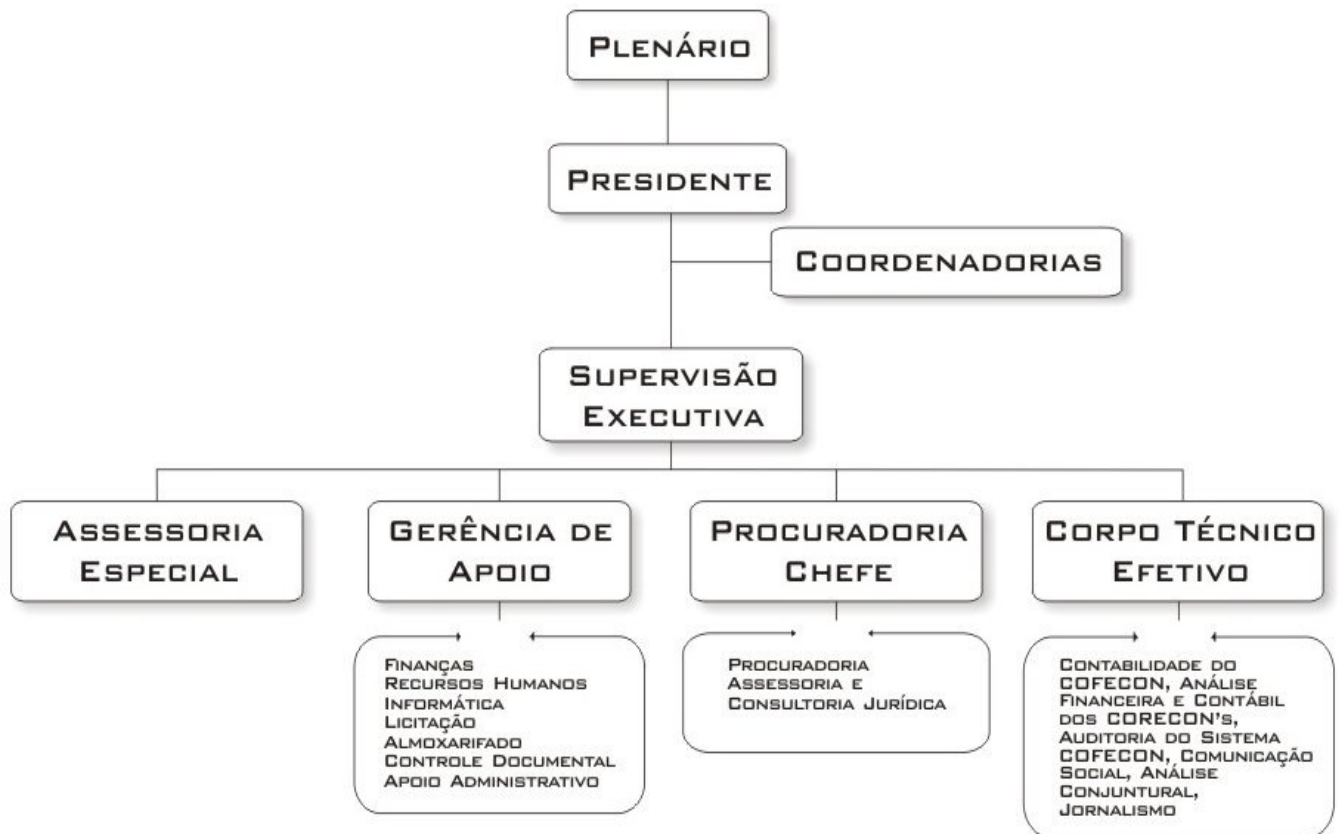 PLENÁRIO
PRESIDENTE
COORDENADORIAS
SUPERVISÃO
EXECUTIVA
ASSESSORIA
ESPECIAL
GERÊNCIA DE
APOIO
PROCURADORIA
CHEFE
CORPO TÉCNICO
EFETIVO
FINANÇAS
RECURSOS HUMANOS
INFORMÁTICA
LICITAÇÃO
ALMOXARIFADO
CONTROLE DOCUMENTAL
APOIO ADMINISTRATIVO
PROCURADORIA
ASSESSORIA E
CONSULTORIA JURÍDICA
CONTABILIDADE DO
COFECON, ANÁLISE
FINANCEIRA E CONTÁBIL
DOS CORECON's,
AUDITORIA DO SISTEMA
COFECON, COMUNICAÇÃO
SOCIAL, ANÁLISE
CONJUNTURAL,
JORNALISMO